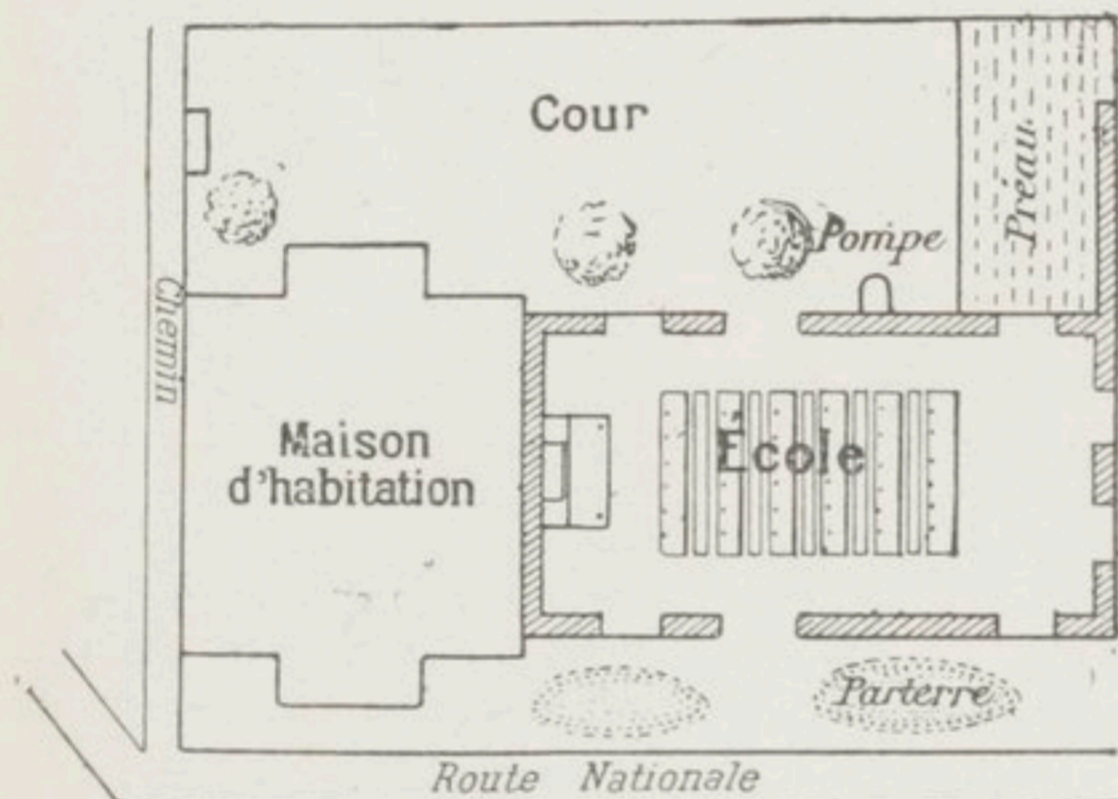 Cour
Préau
Pompe
Chemin
Maison
d'habitation
École
Parterre
Route Nationale